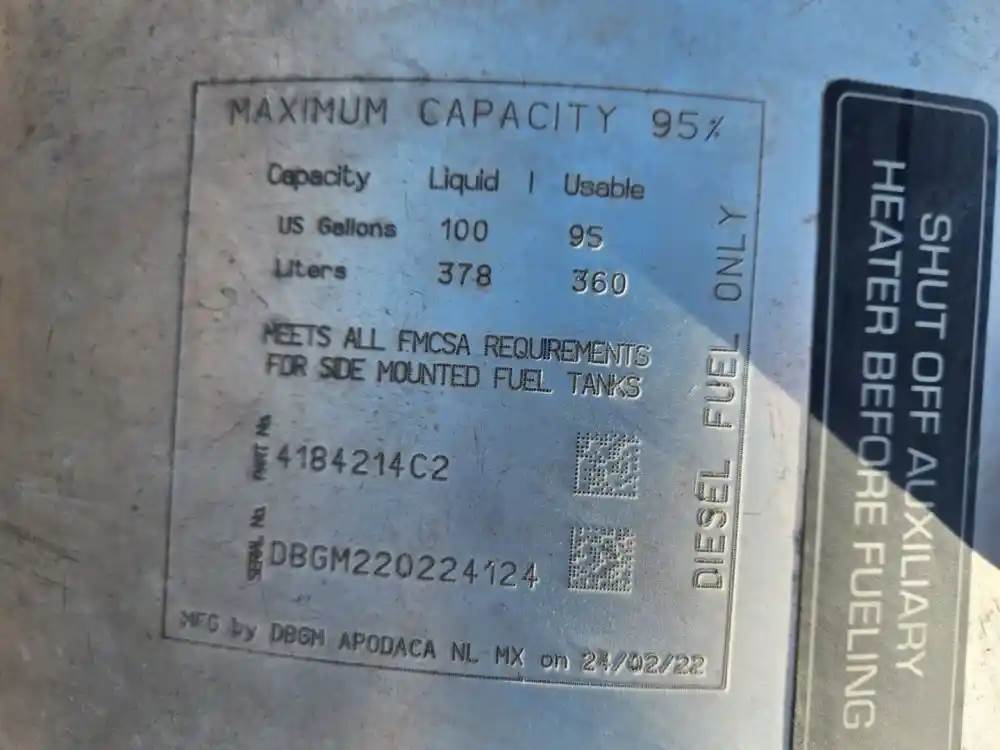 MAXIMUM CAPACITY 95%
Capacity Liquid | Usable
US Gallons 100 95
Liters 378 360
MEETS ALL FMCSA REQUIREMENTS
FOR SIDE MOUNTED FUEL TANKS
PART No. 4184214C2
SERIAL No. DBGM220224124
MFG by DBGM APODACA NL MX on 24/02/22
DIESEL FUEL ONLY
SHUT OFF AUXILIARY
HEATER BEFORE FUELING